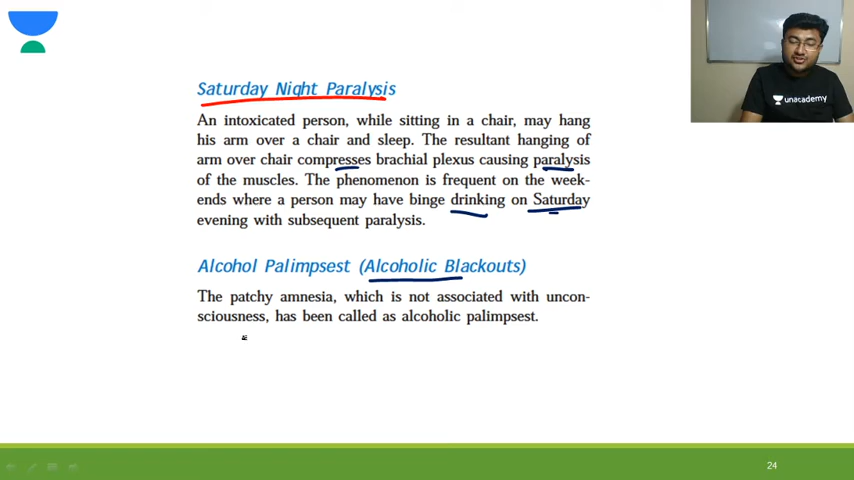 unacademy
Saturday Night Paralysis
An intoxicated person, while sitting in a chair, may hang
his arm over a chair and sleep. The resultant hanging of
arm over chair compresses brachial plexus causing paralysis
of the muscles. The phenomenon is frequent on the week-
ends where a person may have binge drinking on Saturday
evening with subsequent paralysis.
Alcohol Palimpsest (Alcoholic Blackouts)
The patchy amnesia, which is not associated with uncon-
sciousness, has been called as alcoholic palimpsest.
24